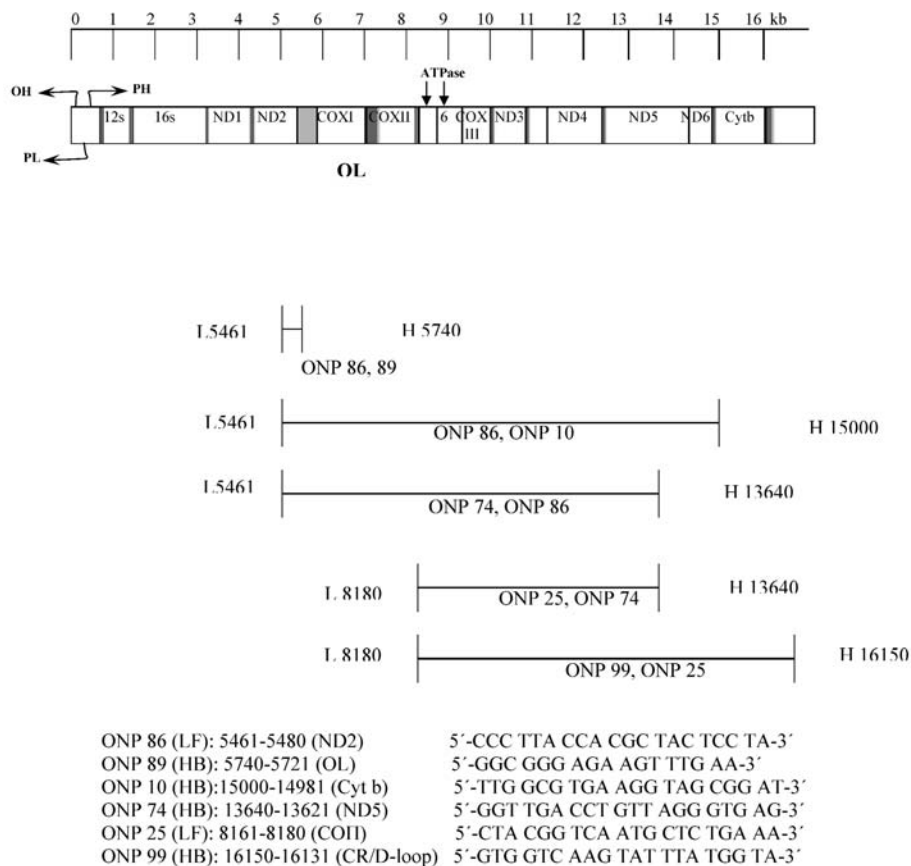 0 1 2 3 4 5 6 7 8 9 10 11 12 13 14 15 16 kb
ATPase
OH PH
12s 16s ND1 ND2 COXI COXII 6 COX III ND3 ND4 ND5 ND6 Cytb
PL
OL
L5461 H 5740
ONP 86, 89
L5461 ONP 86, ONP 10 H 15000
L5461 ONP 74, ONP 86 H 13640
L 8180 ONP 25, ONP 74 H 13640
L 8180 ONP 99, ONP 25 H 16150
ONP 86 (LF): 5461-5480 (ND2) 5´-CCC TTA CCA CGC TAC TCC TA-3´
ONP 89 (HB): 5740-5721 (OL) 5´-GGC GGG AGA AGT TTG AA-3´
ONP 10 (HB):15000-14981 (Cyt b) 5´-TTG GCG TGA AGG TAG CGG AT-3´
ONP 74 (HB): 13640-13621 (ND5) 5´-GGT TGA CCT GTT AGG GTG AG-3´
ONP 25 (LF): 8161-8180 (COII) 5´-CTA CGG TCA ATG CTC TGA AA-3´
ONP 99 (HB): 16150-16131 (CR/D-loop) 5´-GTG GTC AAG TAT TTA TGG TA-3´